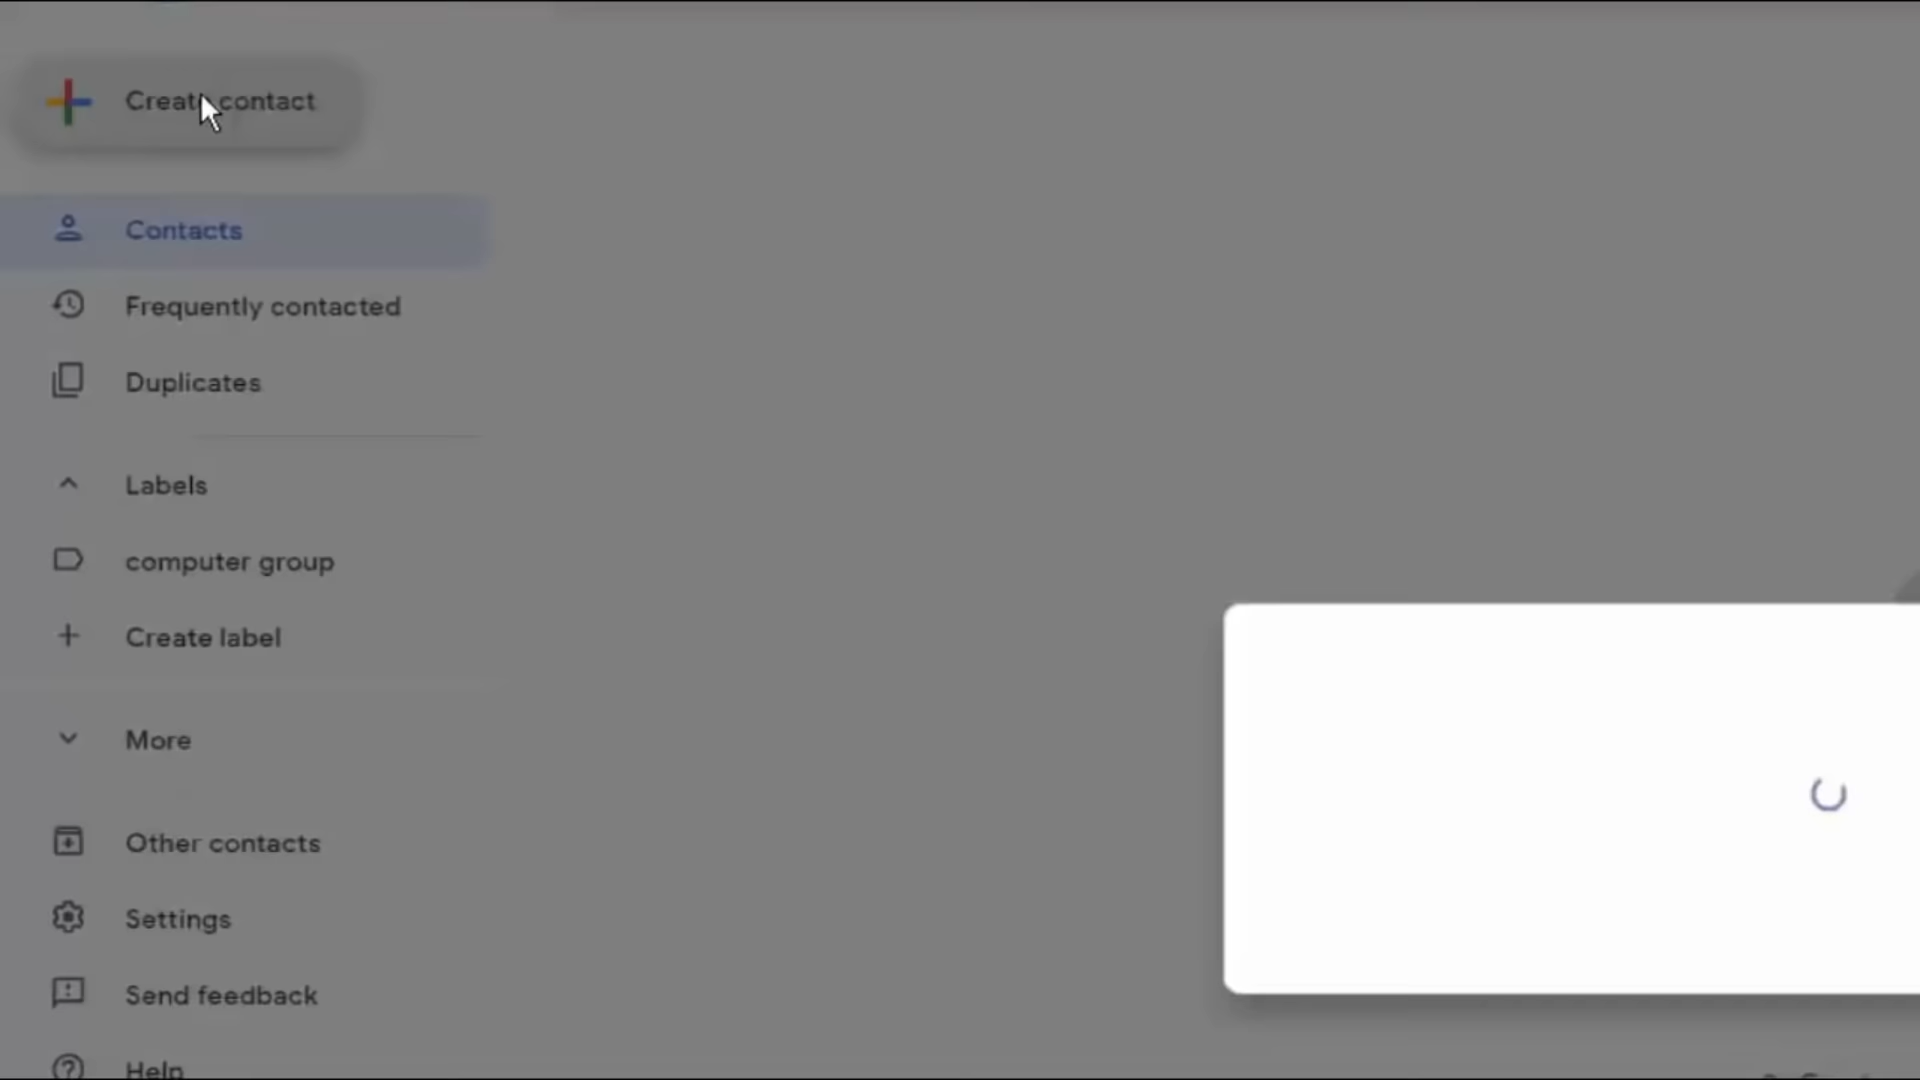 Create contact
Contacts
Frequently contacted
Duplicates
Labels
computer group
Create label
More
Other contacts
Settings
Send feedback
Help